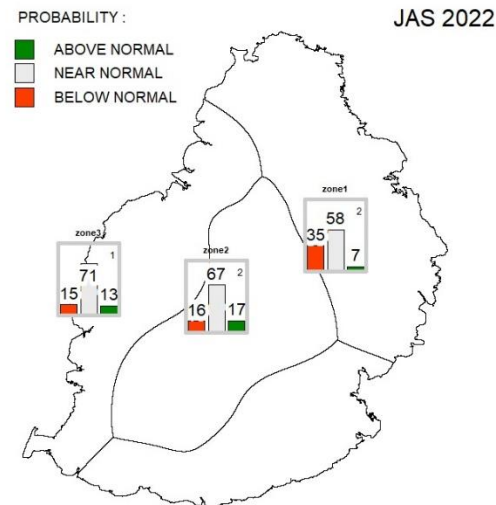 PROBABILITY :
JAS 2022
ABOVE NORMAL
NEAR NORMAL
BELOW NORMAL
zone1
2
58
35
7
zone3
1
71
15
13
zone2
2
67
16
17